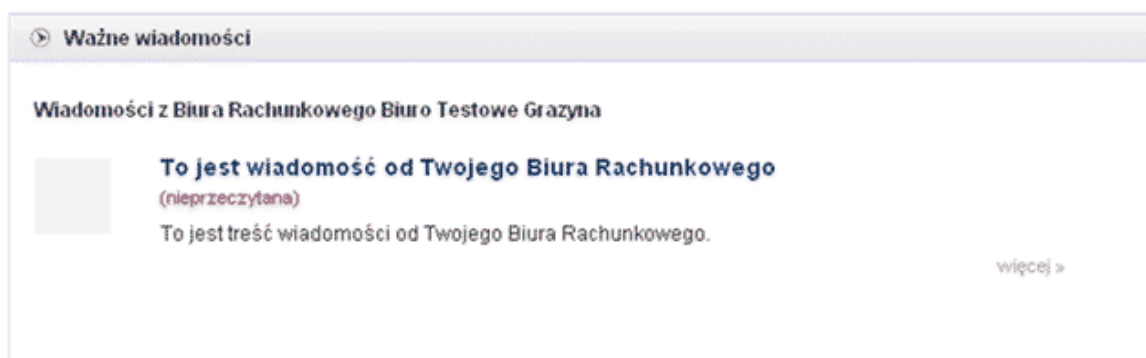 Ważne wiadomości
Wiadomości z Biura Rachunkowego Biuro Testowe Grazyna
To jest wiadomość od Twojego Biura Rachunkowego
(nieprzeczytana)
To jest treść wiadomości od Twojego Biura Rachunkowego.
więcej »